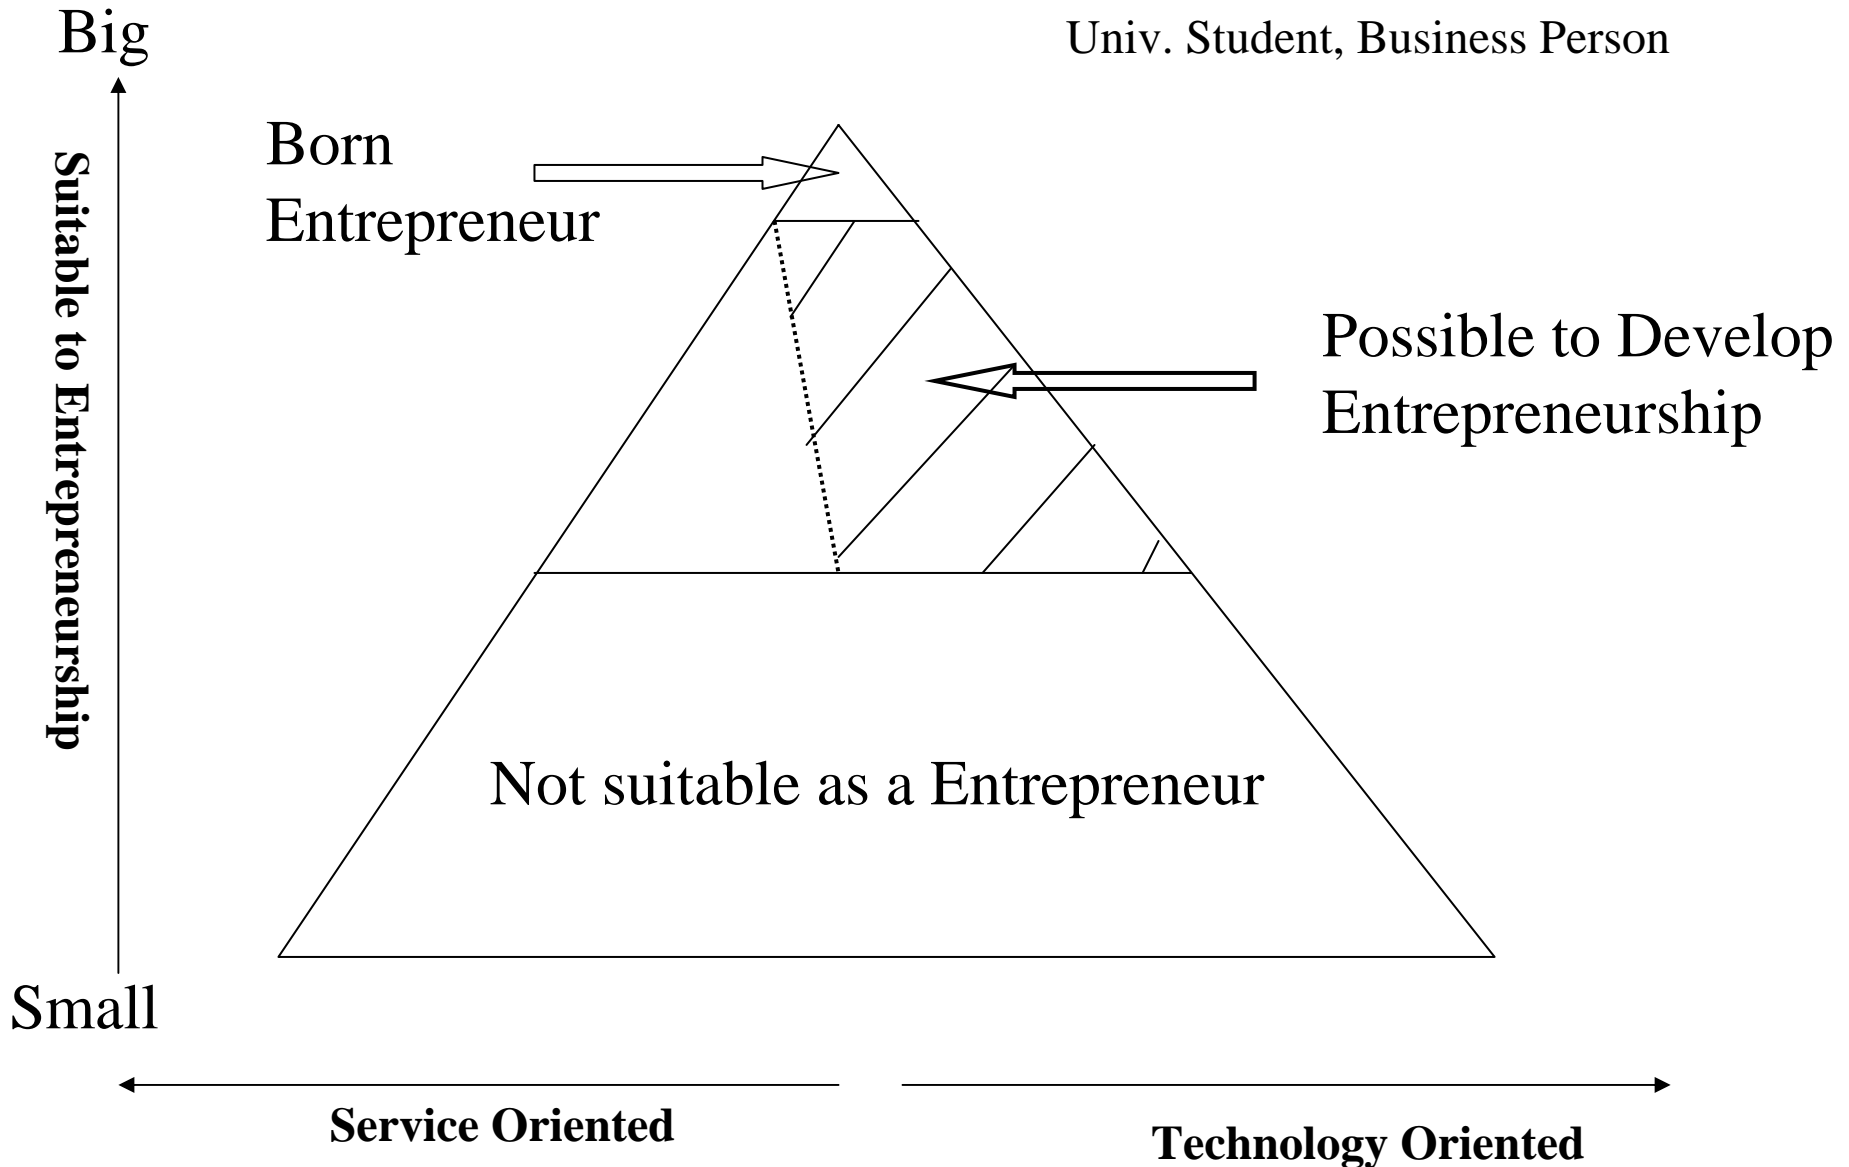 Big
Univ. Student, Business Person
Born
Entrepreneur
Suitable to Entrepreneurship
Possible to Develop
Entrepreneurship
Not suitable as a Entrepreneur
Small
Service Oriented
Technology Oriented